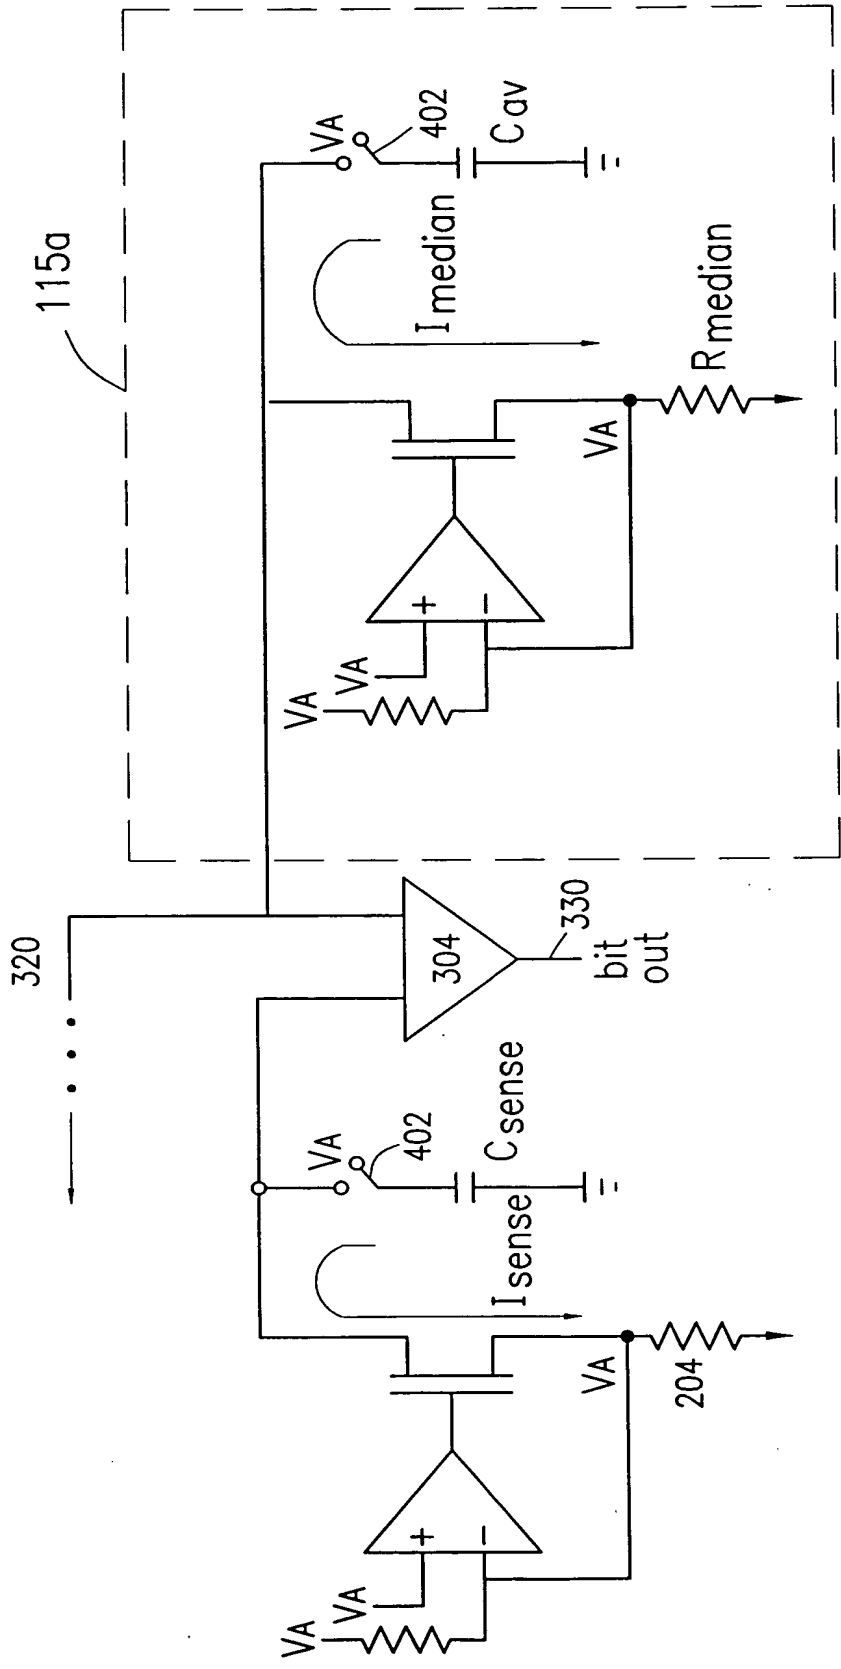 320
115a
VA
402
Csense
Isense
VA
VA
+
−
VA
204
304
330
bit
out
VA
402
Cav
Imedian
VA
VA
+
−
VA
Rmedian